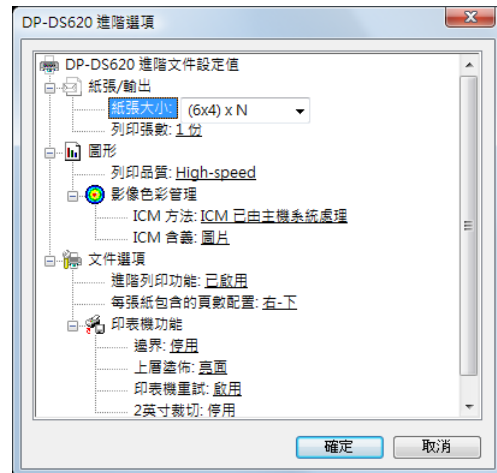 DP-DS620 進階選項
DP-DS620 進階文件設定值
紙張/輸出
紙張大小: (6x4) x N
列印張數: 1 份
圖形
列印品質: High-speed
影像色彩管理
ICM 方法: ICM 已由主機系統處理
ICM 含義: 圖片
文件選項
進階列印功能: 已啟用
每張紙包含的頁數配置: 右-下
印表機功能
邊界: 停用
上層塗佈: 亮面
印表機重試: 啟用
2英寸裁切: 停用
確定 取消